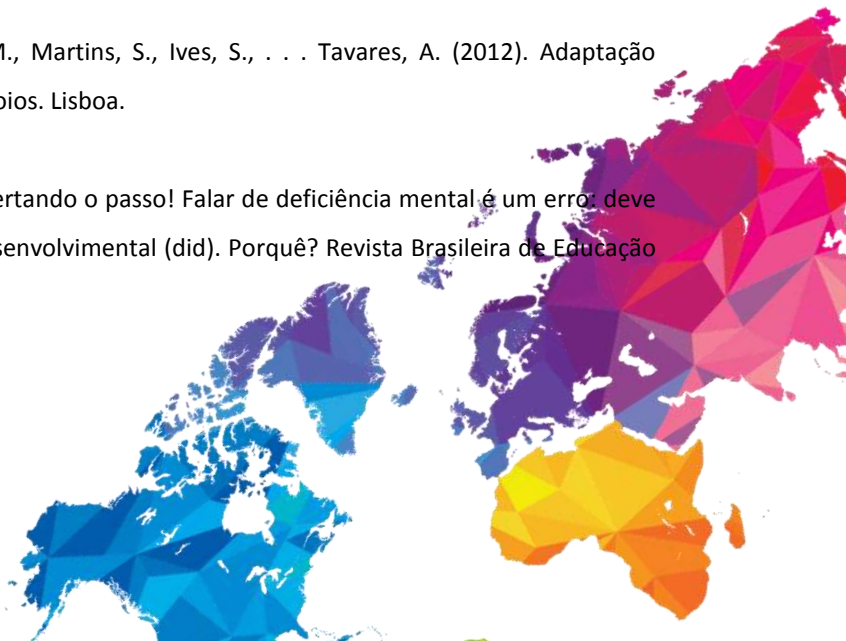 M., Martins, S., Ives, S., . . . Tavares, A. (2012). Adaptação
oios. Lisboa.
ertando o passo! Falar de deficiência mental é um erro: deve
senvolvimental (did). Porquê? Revista Brasileira de Educação